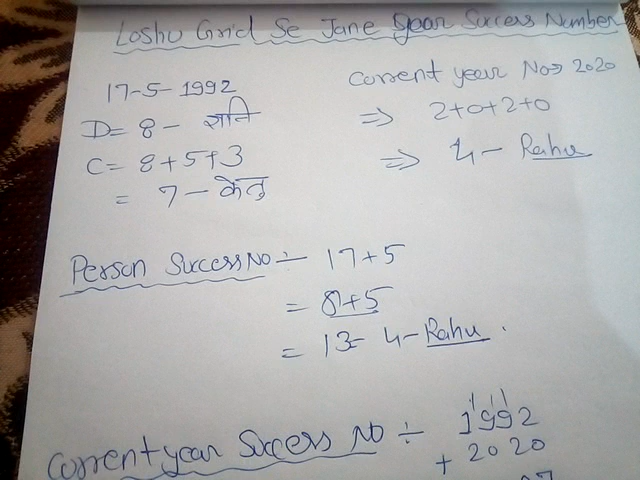 Loshu Grid Se Jane Year Success Number
17-5-1992
D= 8 - शनि
C= 8+5+3
= 7 - केतु
Current year No→ 2020
⇒ 2+0+2+0
⇒ 4 - Rahu
Person Success No ÷ 17+5
= 8+5
= 13= 4-Rahu.
Current year Success No ÷ 1992
+ 2020